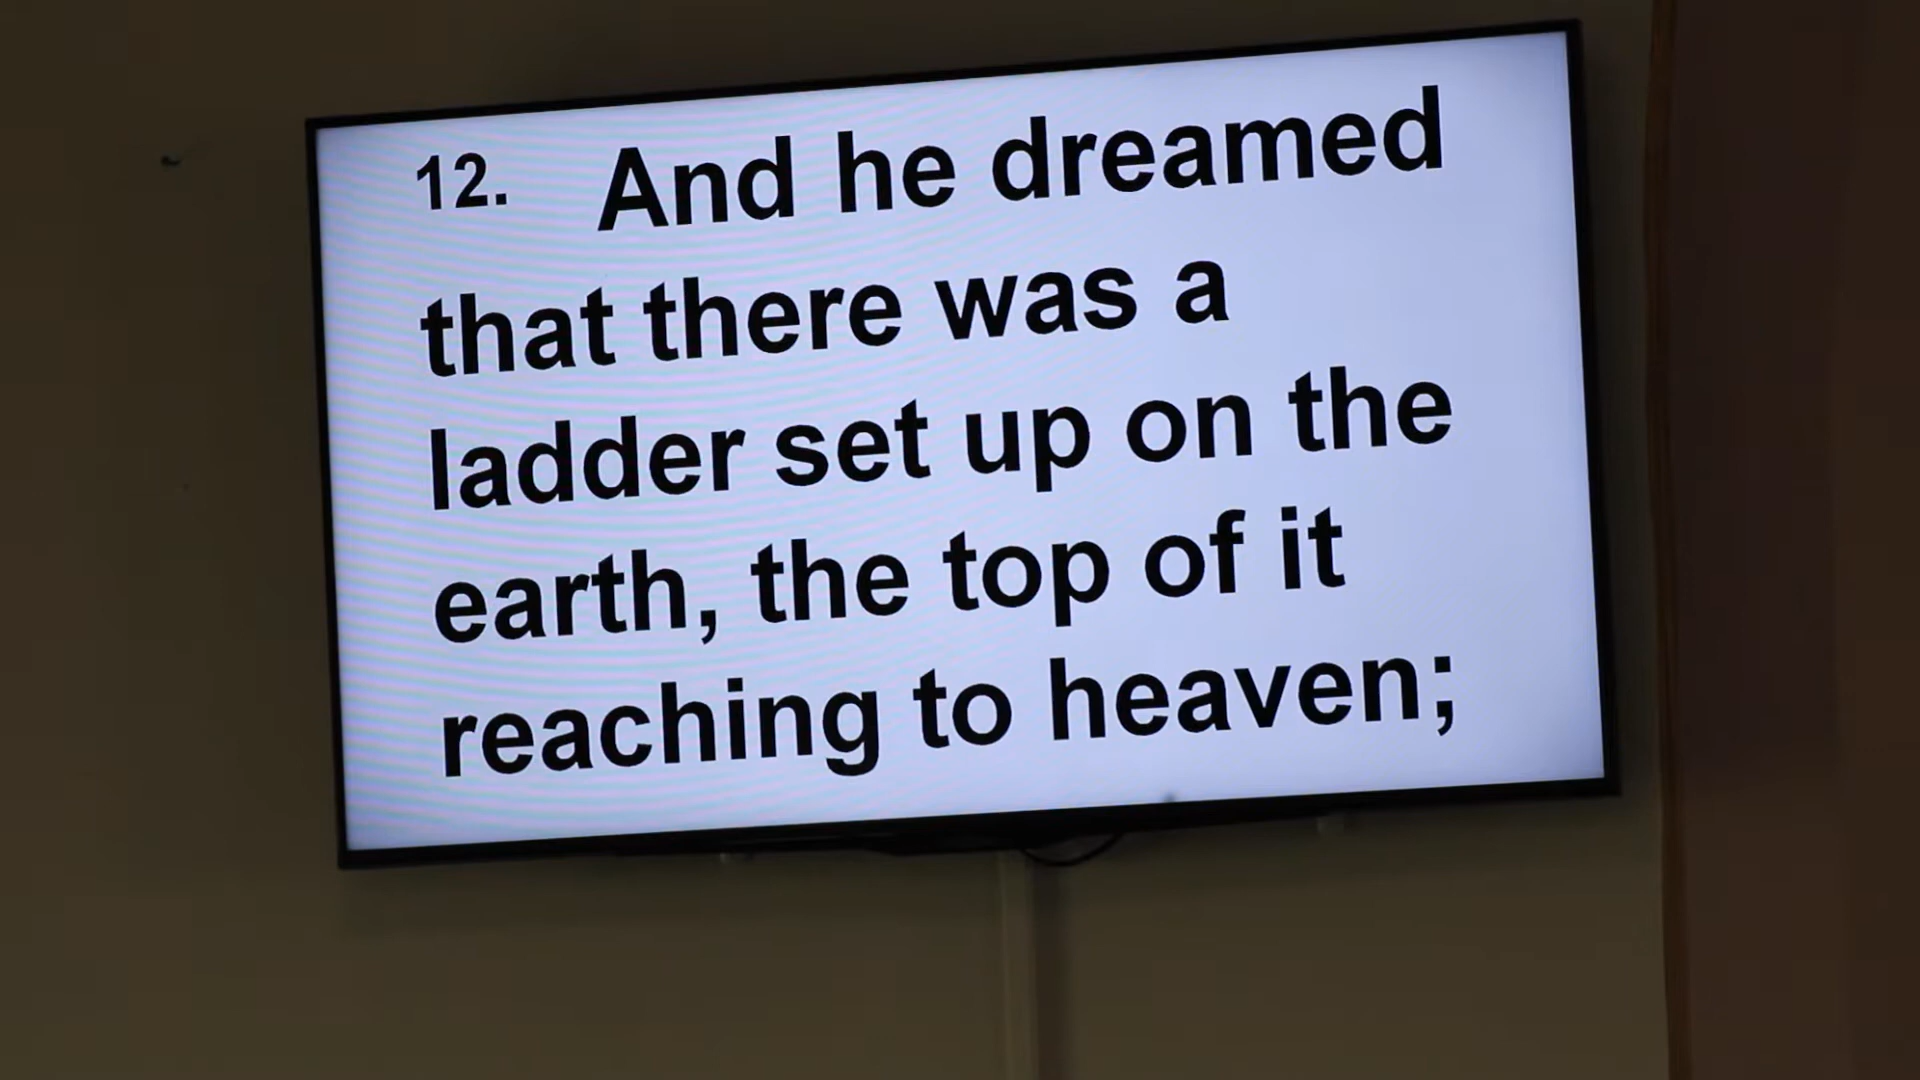 12. And he dreamed
that there was a
ladder set up on the
earth, the top of it
reaching to heaven;